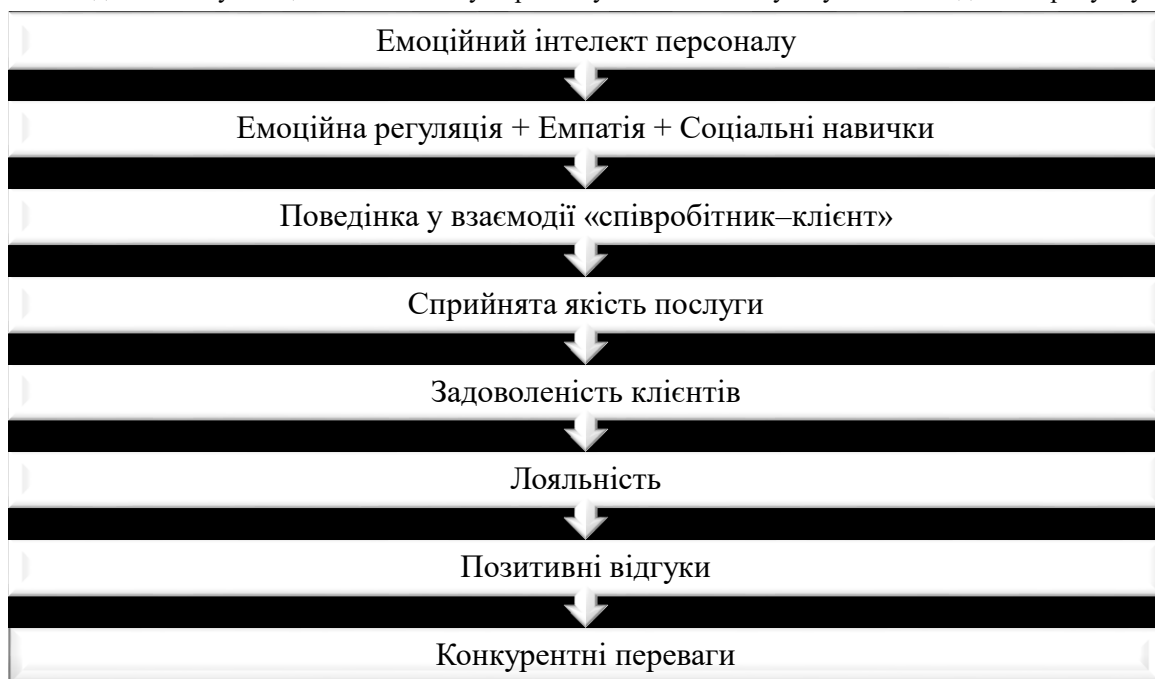 Емоційний інтелект персоналу
Емоційна регуляція + Емпатія + Соціальні навички
Поведінка у взаємодії «співробітник–клієнт»
Сприйнята якість послуги
Задоволеність клієнтів
Лояльність
Позитивні відгуки
Конкурентні переваги